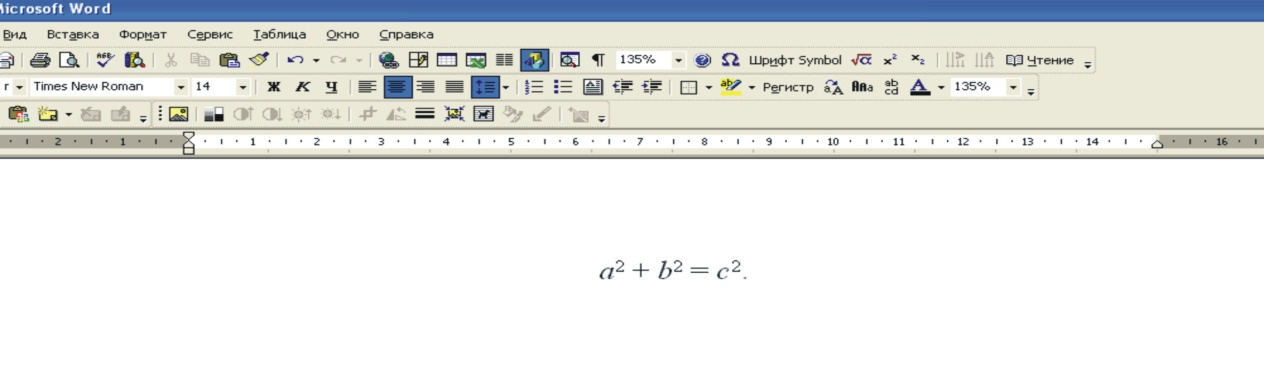 Microsoft Word
Вид Вставка Формат Сервис Таблица Окно Справка
135% Шрифт Symbol √α x² x₂ Чтение
Times New Roman 14 Ж К Ч Регистр 135%
2 1 1 2 3 4 5 6 7 8 9 10 11 12 13 14 16
a² + b² = c².